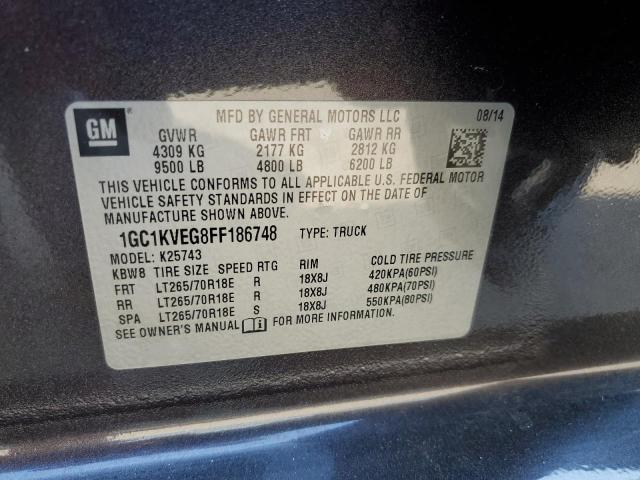 GM
MFD BY GENERAL MOTORS LLC 08/14
GVWR GAWR FRT GAWR RR
4309 KG 2177 KG 2812 KG
9500 LB 4800 LB 6200 LB
THIS VEHICLE CONFORMS TO ALL APPLICABLE U.S. FEDERAL MOTOR
VEHICLE SAFETY STANDARDS IN EFFECT ON THE DATE OF
MANUFACTURE SHOWN ABOVE.
1GC1KVEG8FF186748 TYPE: TRUCK
MODEL: K25743
KBW8 TIRE SIZE SPEED RTG RIM COLD TIRE PRESSURE
FRT LT265/70R18E R 18X8J 420KPA(60PSI)
RR LT265/70R18E R 18X8J 480KPA(70PSI)
SPA LT265/70R18E S 18X8J 550KPA(80PSI)
SEE OWNER'S MANUAL FOR MORE INFORMATION.